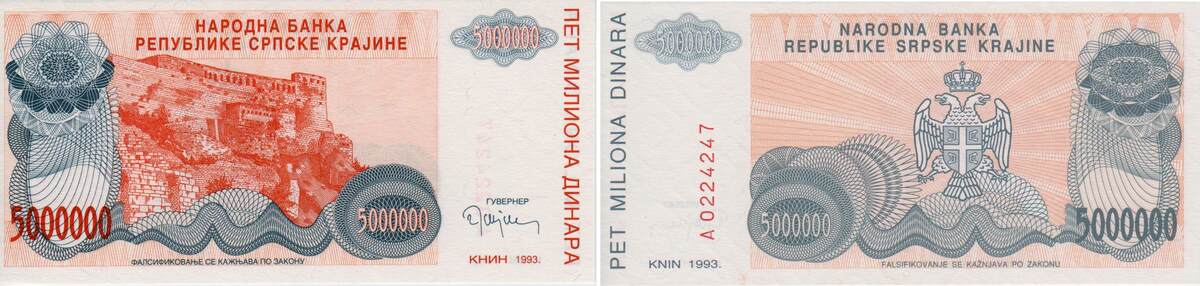 НАРОДНА БАНКА
РЕПУБЛИКЕ СРПСКЕ КРАЈИНЕ
5000000
ПЕТ МИЛИОНА ДИНАРА
ГУВЕРНЕР
5000000
5000000
КНИН 1993.
ФАЛСИФИКОВАЊЕ СЕ КАЖЊАВА ПО ЗАКОНУ
PET MILIONA DINARA
5000000
NARODNA BANKA
REPUBLIKE SRPSKE KRAJINE
A 0224247
5000000
5000000
KNIN 1993.
FALSIFIKOVANJE SE KAŽNJAVA PO ZAKONU